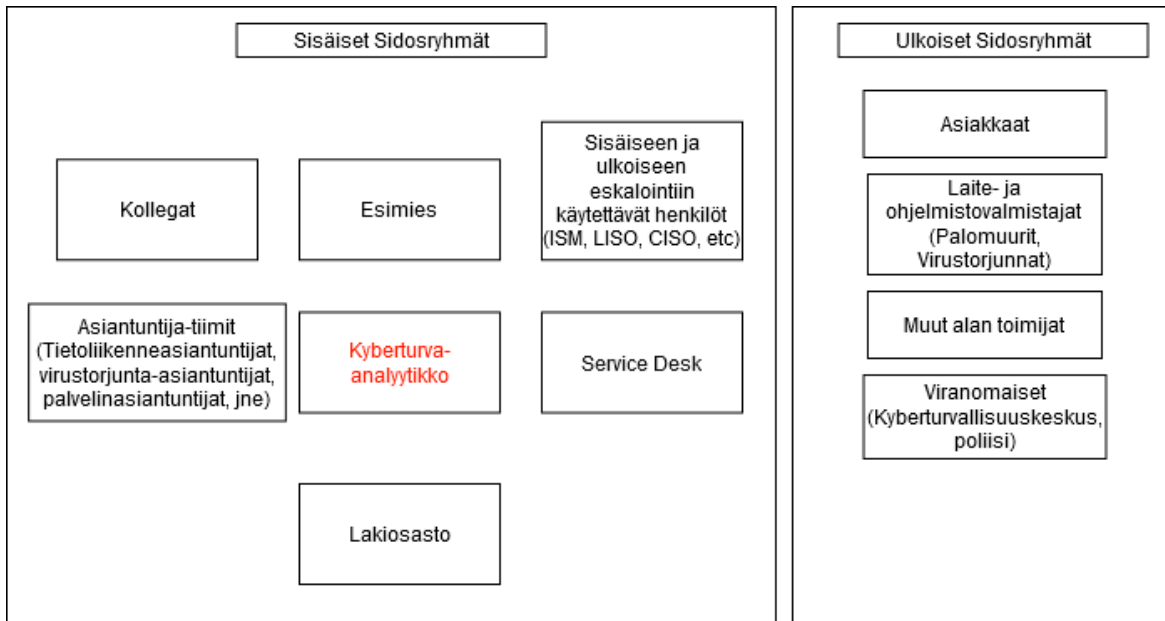 Sisäiset Sidosryhmät
Kollegat
Esimies
Sisäiseen ja
ulkoiseen
eskalointiin
käytettävät henkilöt
(ISM, LISO, CISO, etc)
Asiantuntija-tiimit
(Tietoliikenneasiantuntijat,
virustorjunta-asiantuntijat,
palvelinasiantuntijat, jne)
Kyberturva-
analyytikko
Service Desk
Lakiosasto
Ulkoiset Sidosryhmät
Asiakkaat
Laite- ja
ohjelmistovalmistajat
(Palomuurit,
Virustorjunnat)
Muut alan toimijat
Viranomaiset
(Kyberturvallisuuskeskus,
poliisi)